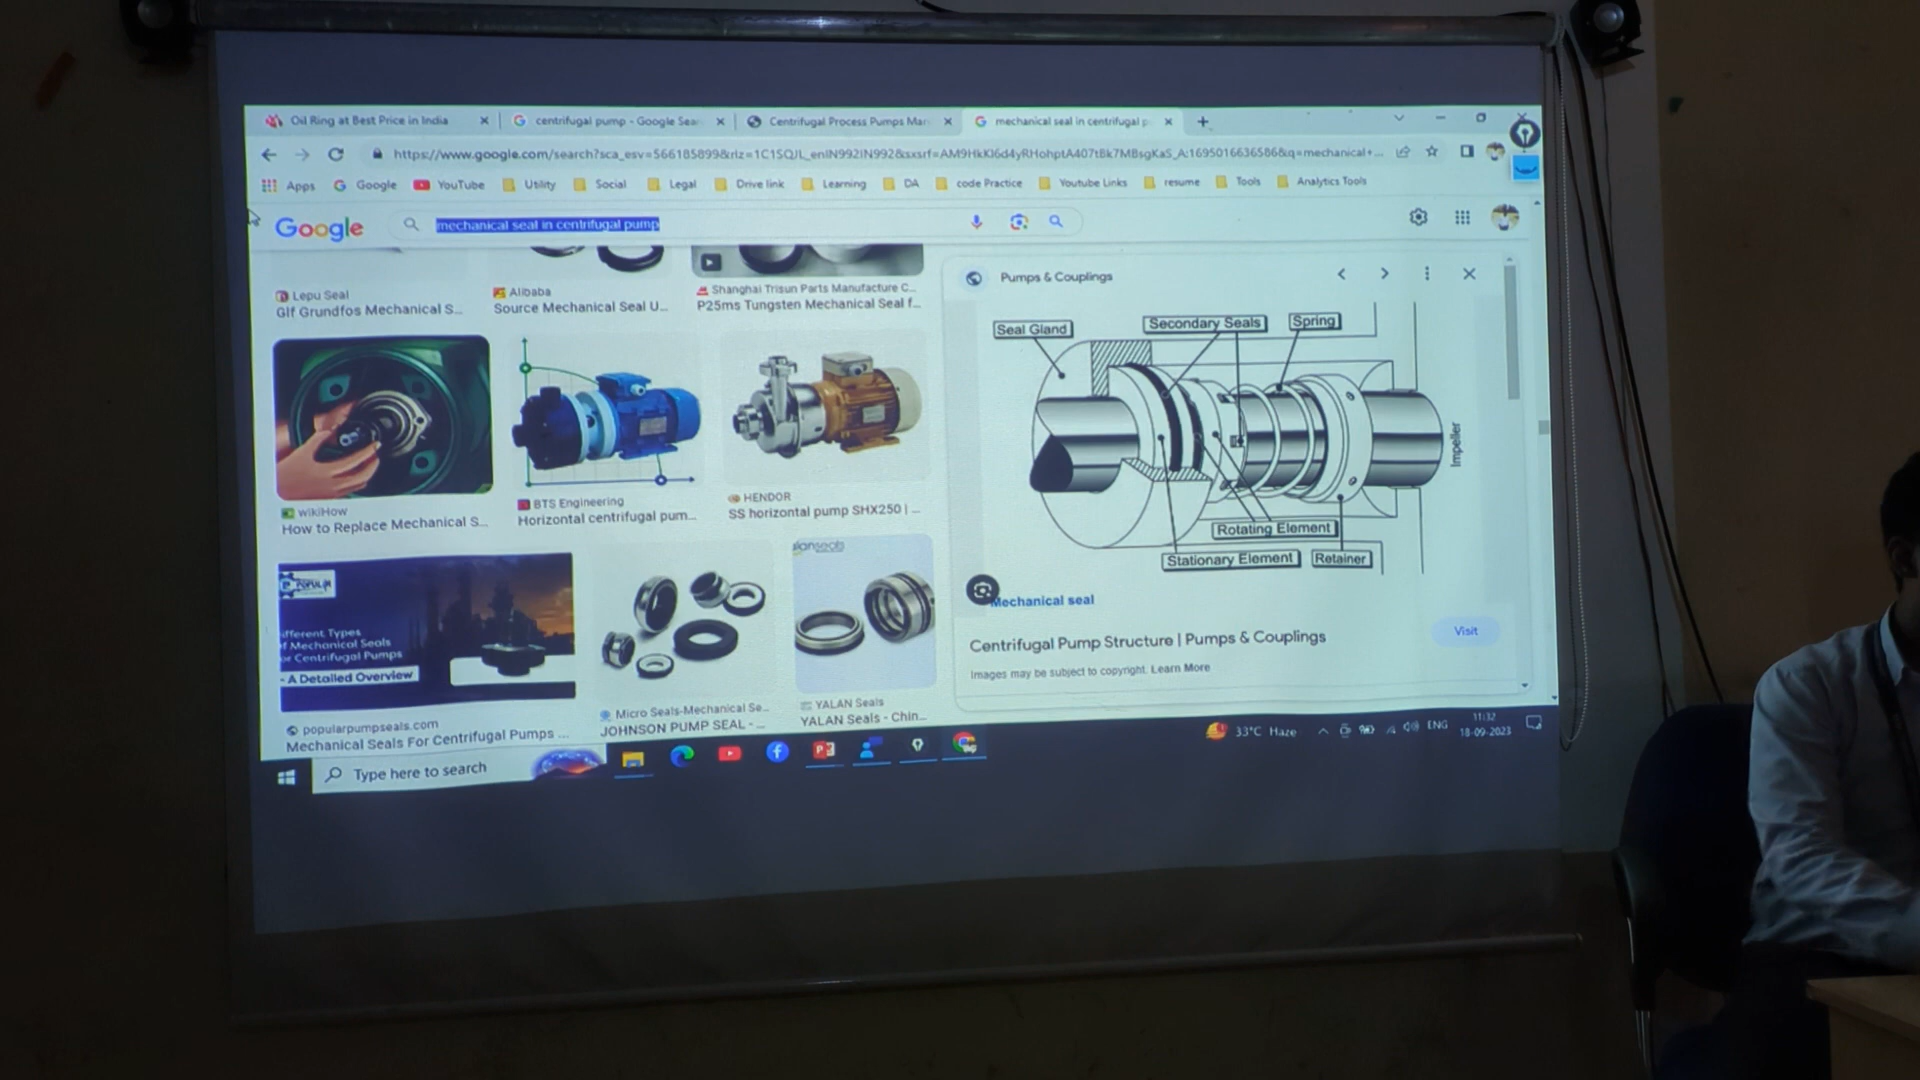 Oil Ring at Best Price in India
centrifugal pump - Google Sear
Centrifugal Process Pumps Man
mechanical seal in centrifugal p
Apps
Google
YouTube
Utility
Social
Legal
Drive link
Learning
DA
code Practice
Youtube Links
resume
Tools
Analytics Tools
Google
mechanical seal in centrifugal pump
Lepu Seal
Glf Grundfos Mechanical S...
Alibaba
Source Mechanical Seal U...
Shanghai Trisun Parts Manufacture C...
P25ms Tungsten Mechanical Seal f...
wikiHow
How to Replace Mechanical S...
BTS Engineering
Horizontal centrifugal pum...
HENDOR
SS horizontal pump SHX250 | ...
ifferent Types
f Mechanical Seals
or Centrifugal Pumps
- A Detailed Overview
popularpumpseals.com
Mechanical Seals For Centrifugal Pumps ...
Micro Seals-Mechanical Se...
JOHNSON PUMP SEAL - ...
YALAN Seals
YALAN Seals - Chin...
Pumps & Couplings
Seal Gland
Secondary Seals
Spring
Impeller
Rotating Element
Stationary Element
Retainer
Mechanical seal
Centrifugal Pump Structure | Pumps & Couplings
Visit
Images may be subject to copyright. Learn More
Type here to search
33°C Haze
ENG
11:32
18-09-2023